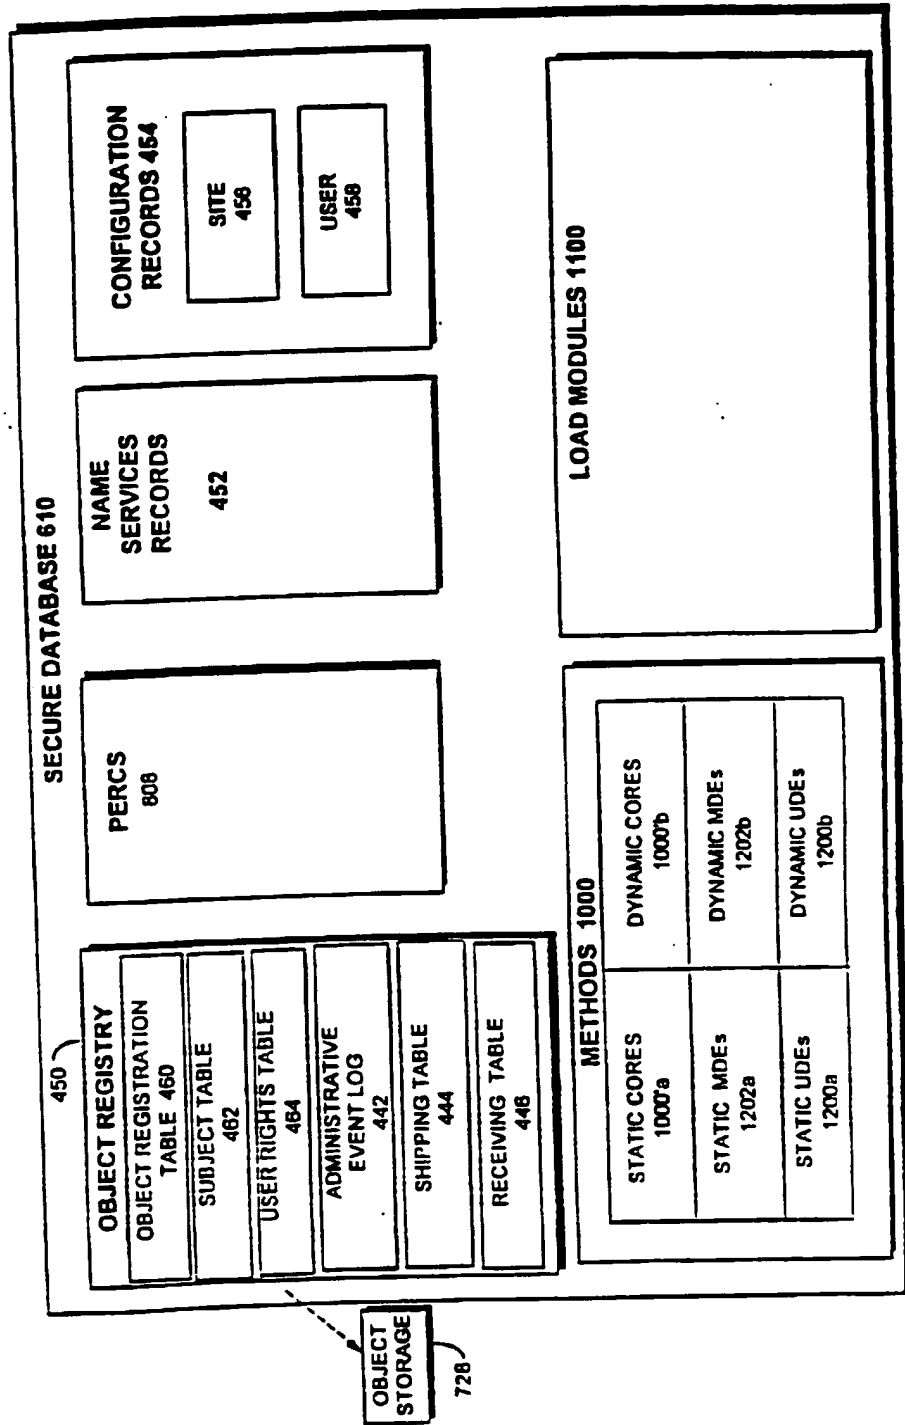 SECURE DATABASE 610
450
OBJECT REGISTRY
OBJECT REGISTRATION
TABLE 460
SUBJECT TABLE
462
USER RIGHTS TABLE
464
ADMINISTRATIVE
EVENT LOG
442
SHIPPING TABLE
444
RECEIVING TABLE
446
OBJECT
STORAGE
728
PERCS
808
NAME
SERVICES
RECORDS
452
CONFIGURATION
RECORDS 454
SITE
456
USER
458
METHODS 1000
STATIC CORES
1000'a
DYNAMIC CORES
1000'b
STATIC MDEs
1202a
DYNAMIC MDEs
1202b
STATIC UDEs
1200a
DYNAMIC UDEs
1200b
LOAD MODULES 1100